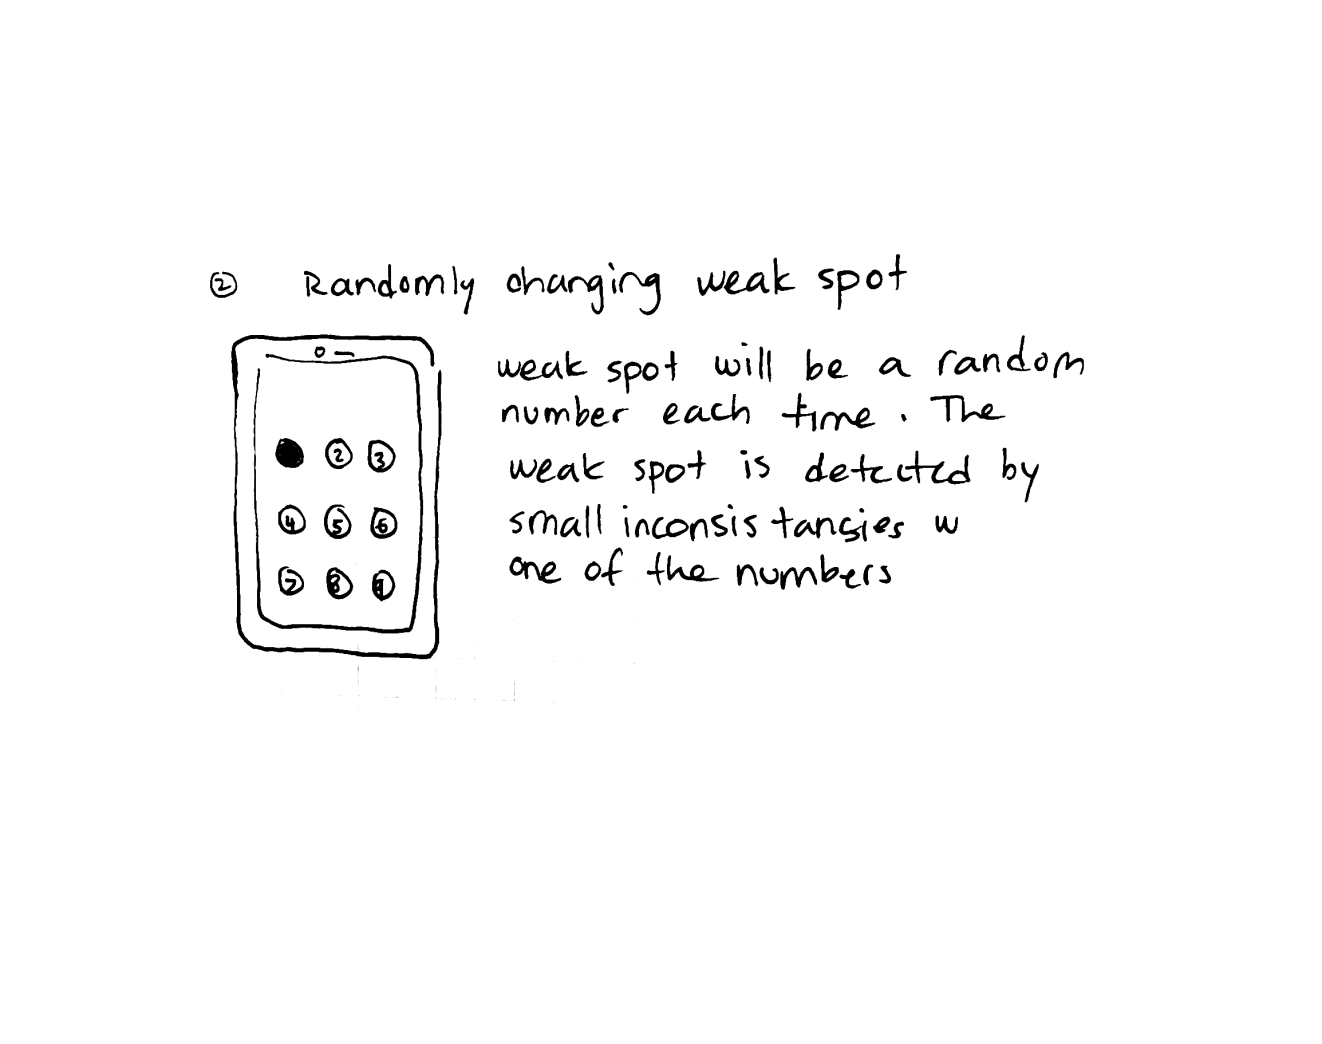 ② Randomly changing weak spot
weak spot will be a random
number each time. The
weak spot is detected by
small inconsistansies w
one of the numbers
② ③
④ ⑤ ⑥
⑦ ⑧ ⑨